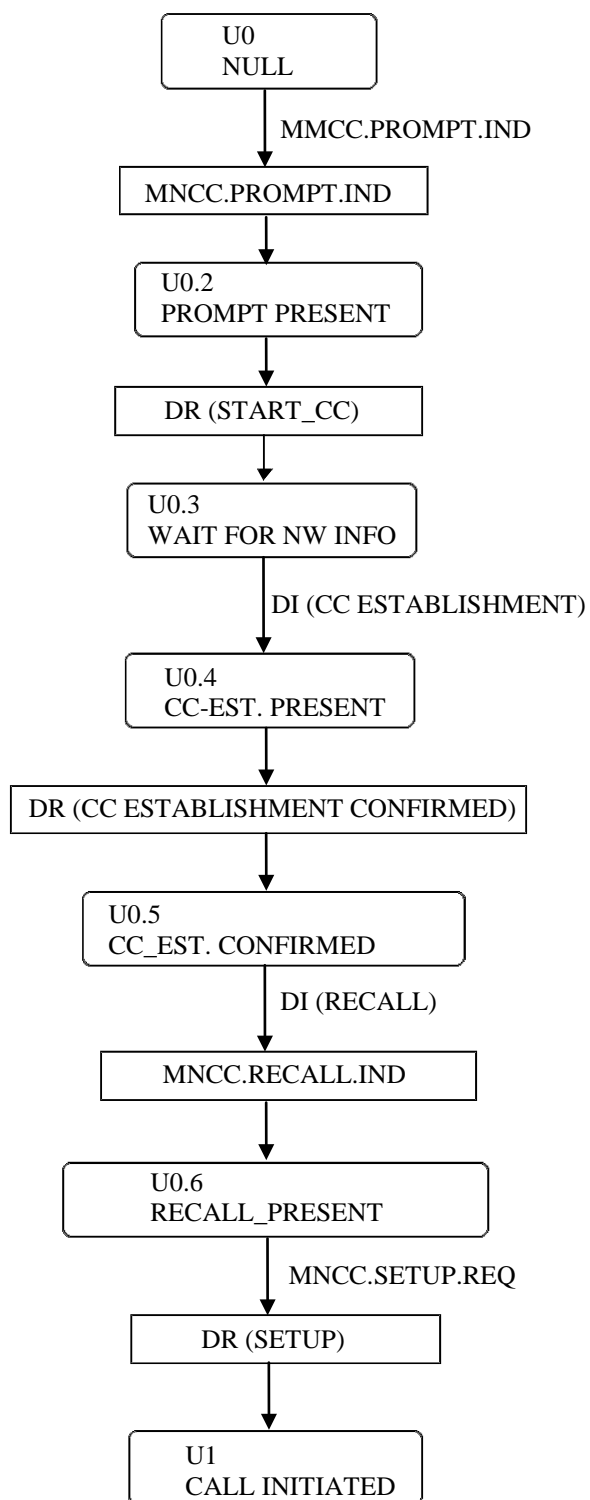 U0
NULL
MMCC.PROMPT.IND
MNCC.PROMPT.IND
U0.2
PROMPT PRESENT
DR (START_CC)
U0.3
WAIT FOR NW INFO
DI (CC ESTABLISHMENT)
U0.4
CC-EST. PRESENT
DR (CC ESTABLISHMENT CONFIRMED)
U0.5
CC_EST. CONFIRMED
DI (RECALL)
MNCC.RECALL.IND
U0.6
RECALL_PRESENT
MNCC.SETUP.REQ
DR (SETUP)
U1
CALL INITIATED